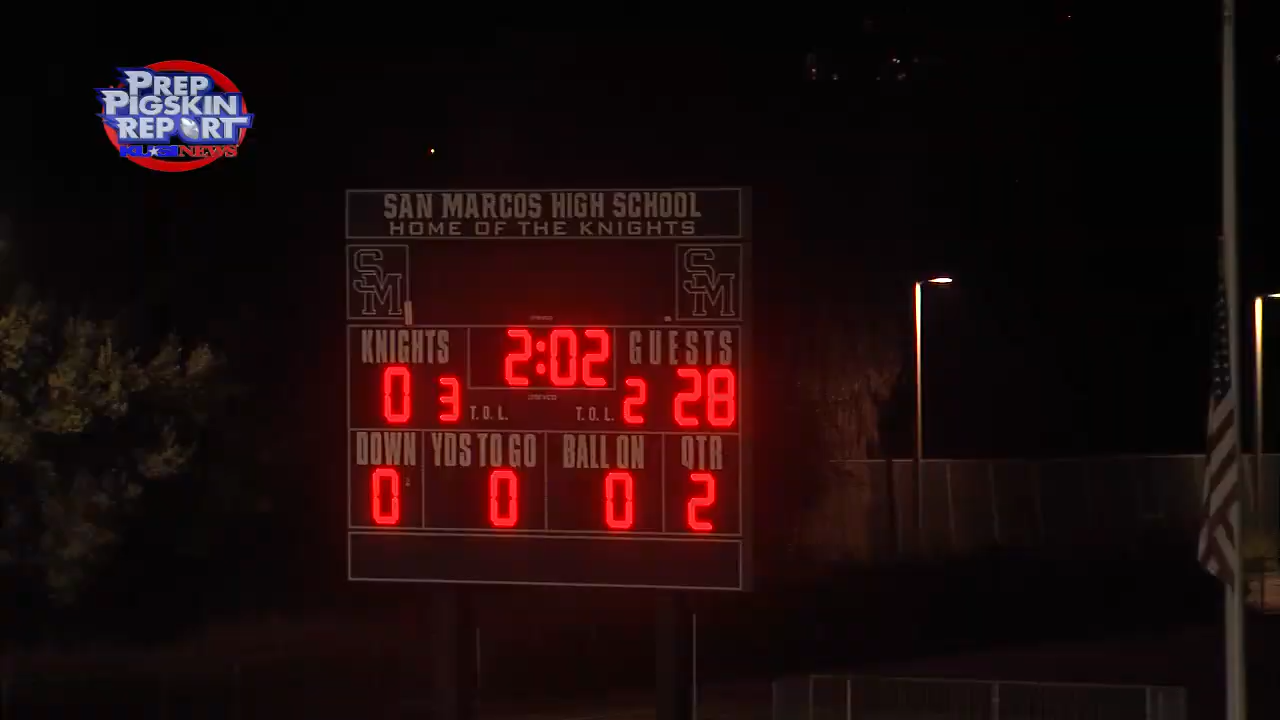 PREP
PIGSKIN
REPORT
KUSI NEWS
SAN MARCOS HIGH SCHOOL
HOME OF THE KNIGHTS
SM SM
KNIGHTS 2:02 GUESTS
0 3 T.O.L. T.O.L. 2 28
DOWN YDS TO GO BALL ON QTR
0 0 0 2